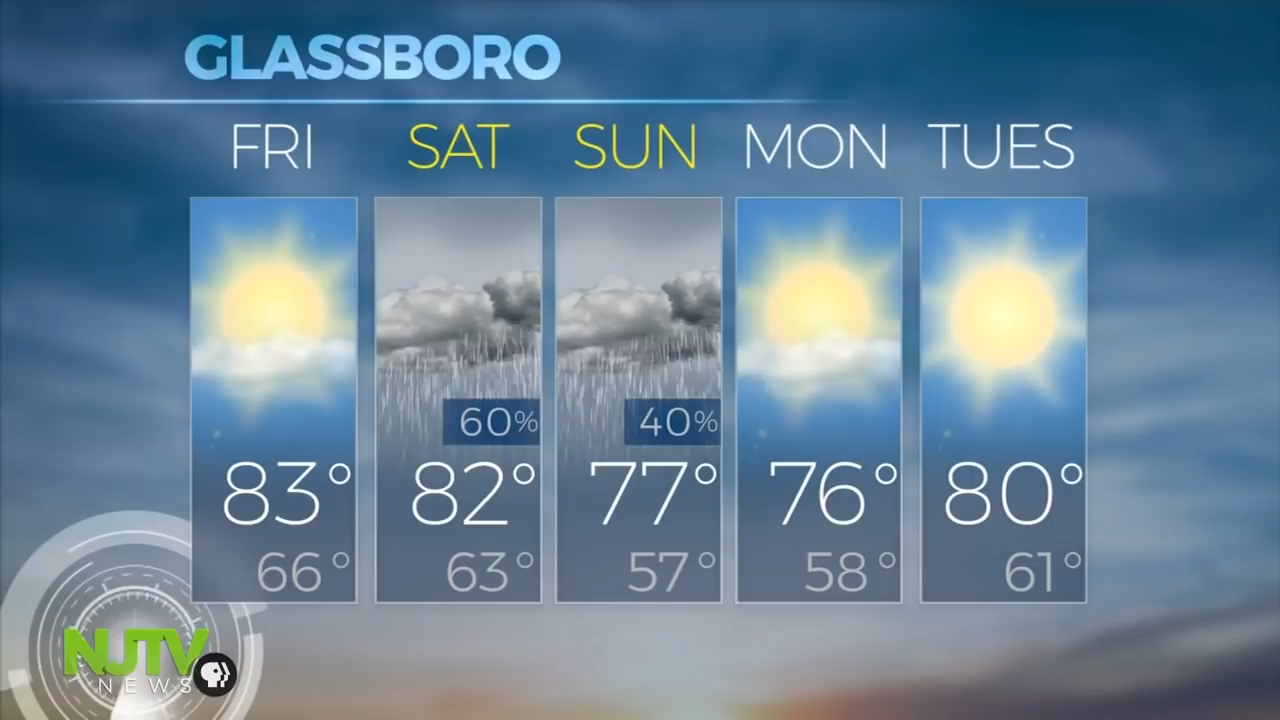 GLASSBORO
FRI SAT SUN MON TUES
60% 40%
83° 82° 77° 76° 80°
66° 63° 57° 58° 61°
NJTV
NEWS